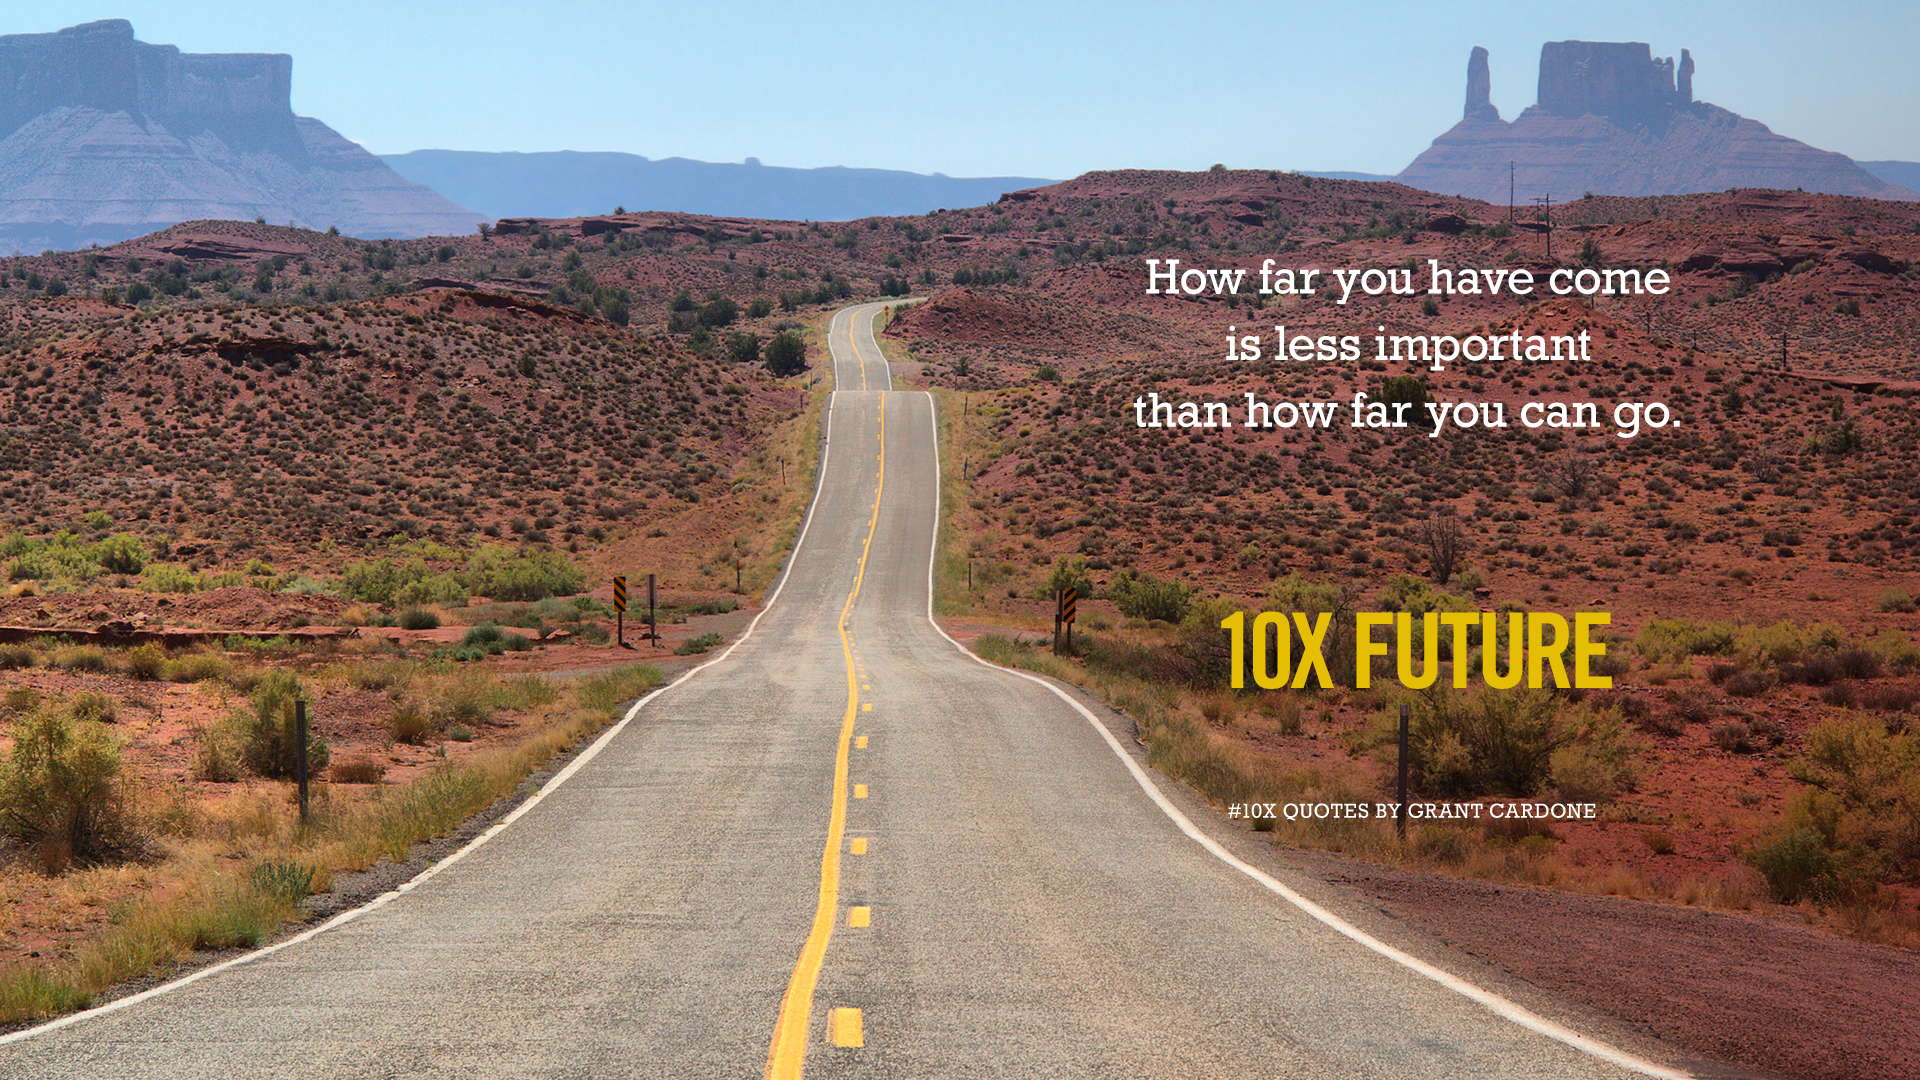 How far you have come
is less important
than how far you can go.
10X FUTURE
#10X QUOTES BY GRANT CARDONE